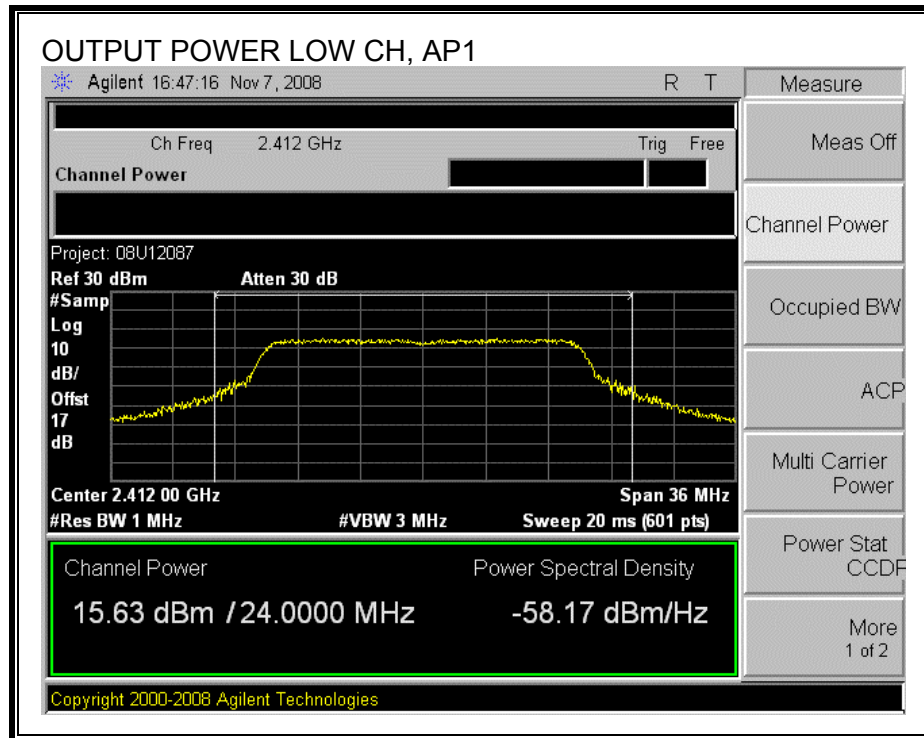 OUTPUT POWER LOW CH, AP1
Agilent 16:47:16 Nov 7, 2008 R T
Measure
Ch Freq 2.412 GHz Trig Free
Meas Off
Channel Power
Channel Power
Project: 08U12087
Ref 30 dBm Atten 30 dB
#Samp
Log
10
dB/
Offst
17
dB
Occupied BW
ACP
Multi Carrier
Power
Center 2.412 00 GHz Span 36 MHz
#Res BW 1 MHz #VBW 3 MHz Sweep 20 ms (601 pts)
Power Stat
CCDF
Channel Power Power Spectral Density
15.63 dBm / 24.0000 MHz -58.17 dBm/Hz
More
1 of 2
Copyright 2000-2008 Agilent Technologies